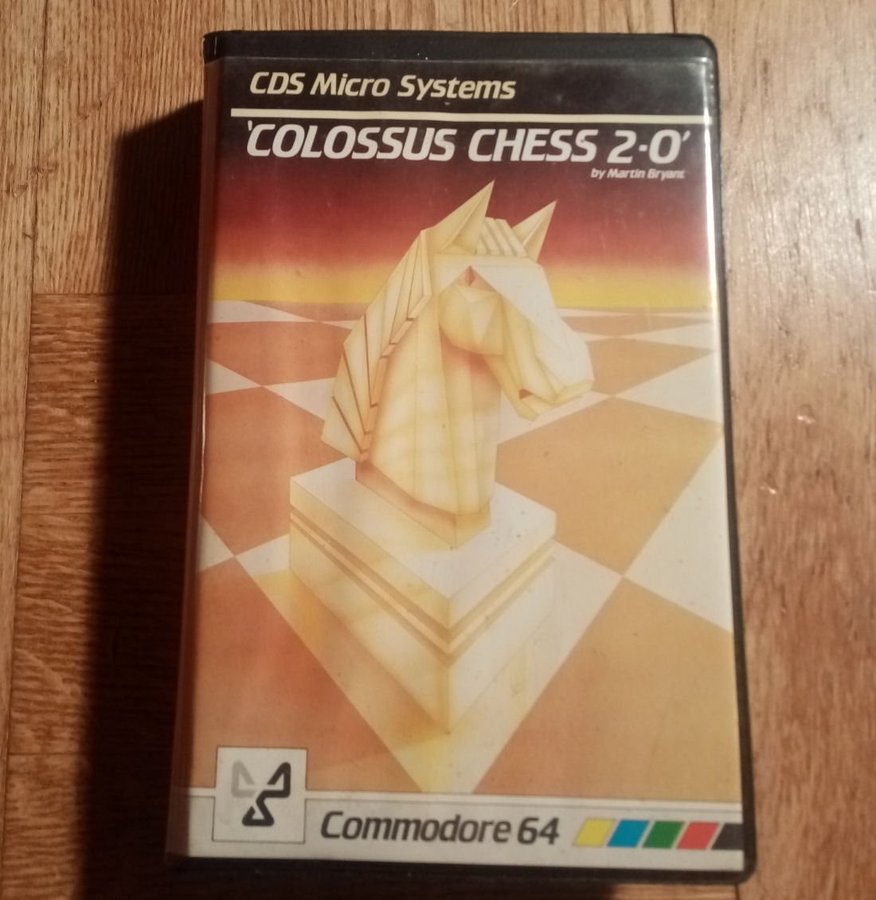 CDS Micro Systems
'COLOSSUS CHESS 2·0'
by Martin Bryant
Commodore 64